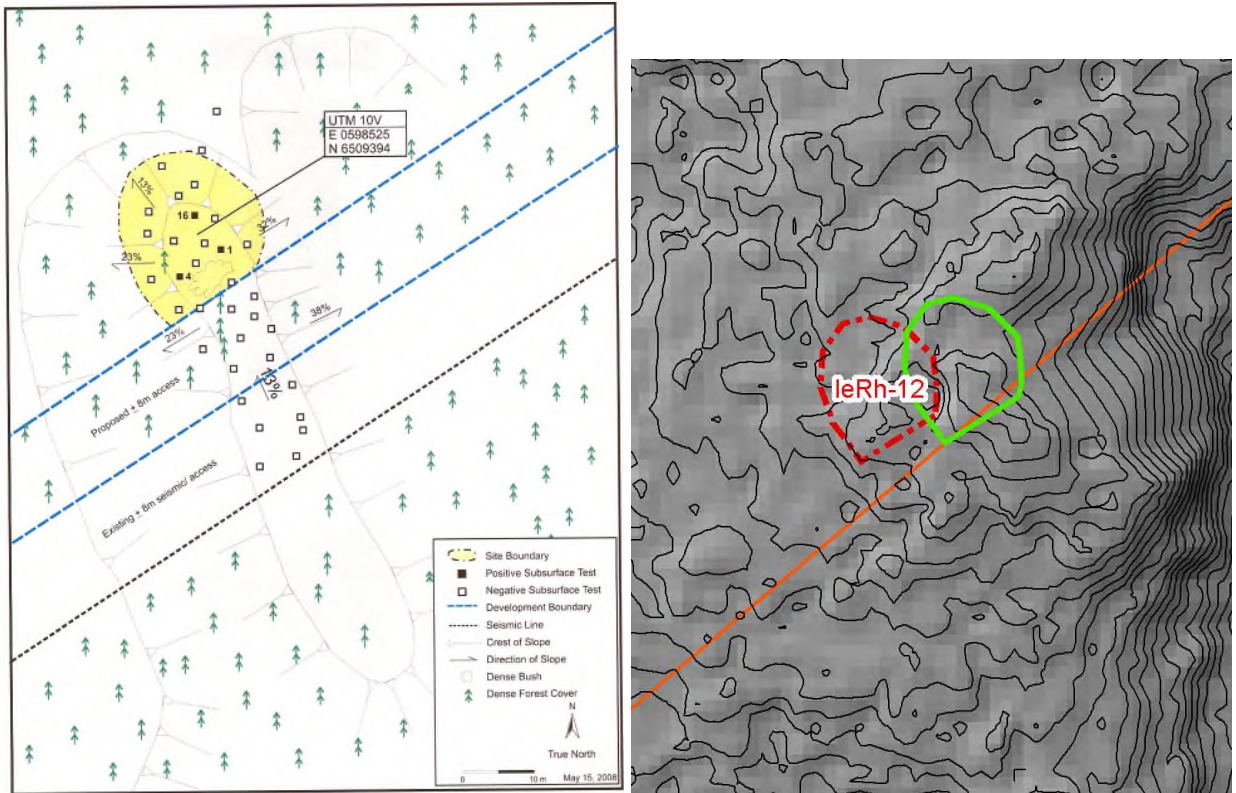 UTM 10V
E 0598525
N 6509394
13%
16
32%
1
23%
4
23%
38%
13%
Proposed ± 8m access
Existing ± 8m seismic/ access
Site Boundary
Positive Subsurface Test
Negative Subsurface Test
Development Boundary
Seismic Line
Crest of Slope
Direction of Slope
Dense Bush
Dense Forest Cover
N
True North
0 10 m May 15, 2008
IeRh-12